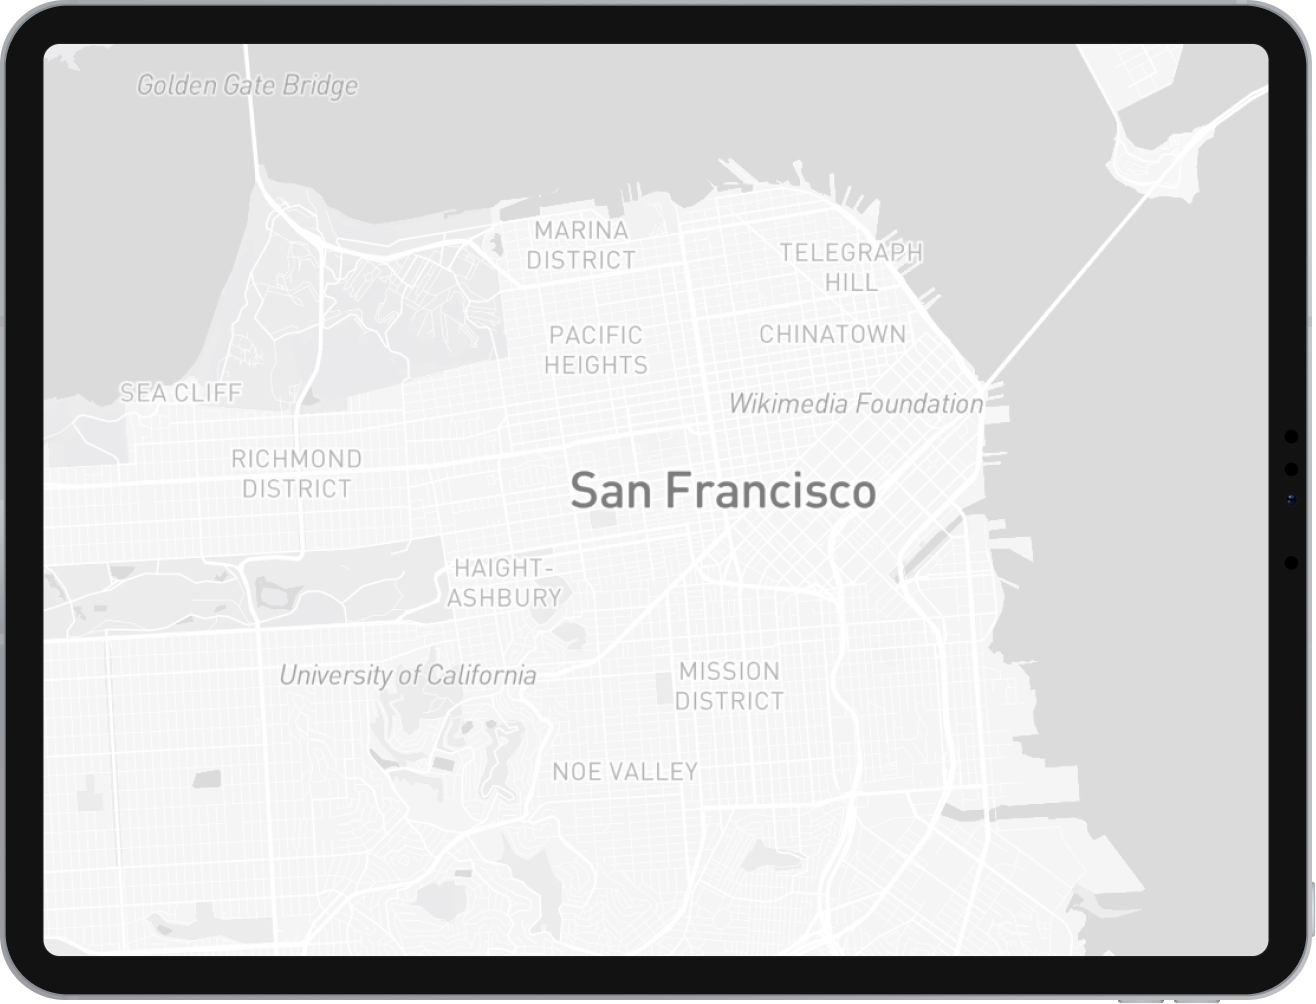 Golden Gate Bridge
MARINA
DISTRICT
TELEGRAPH
HILL
PACIFIC
HEIGHTS
CHINATOWN
SEA CLIFF
Wikimedia Foundation
RICHMOND
DISTRICT
San Francisco
HAIGHT-
ASHBURY
University of California
MISSION
DISTRICT
NOE VALLEY